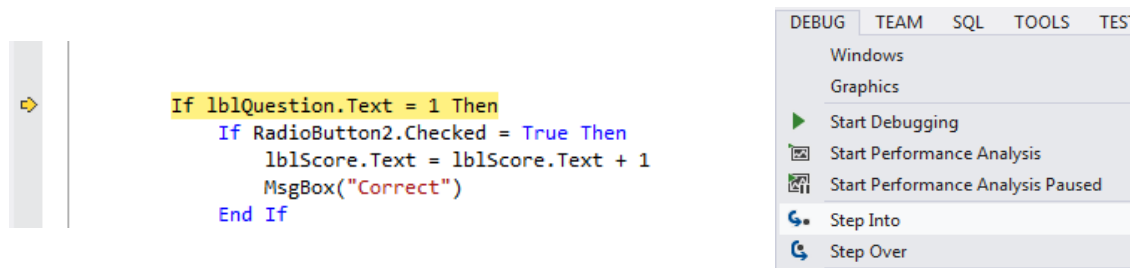 If lblQuestion.Text = 1 Then
If RadioButton2.Checked = True Then
lblScore.Text = lblScore.Text + 1
MsgBox("Correct")
End If
DEBUG TEAM SQL TOOLS TEST
Windows
Graphics
Start Debugging
Start Performance Analysis
Start Performance Analysis Paused
Step Into
Step Over